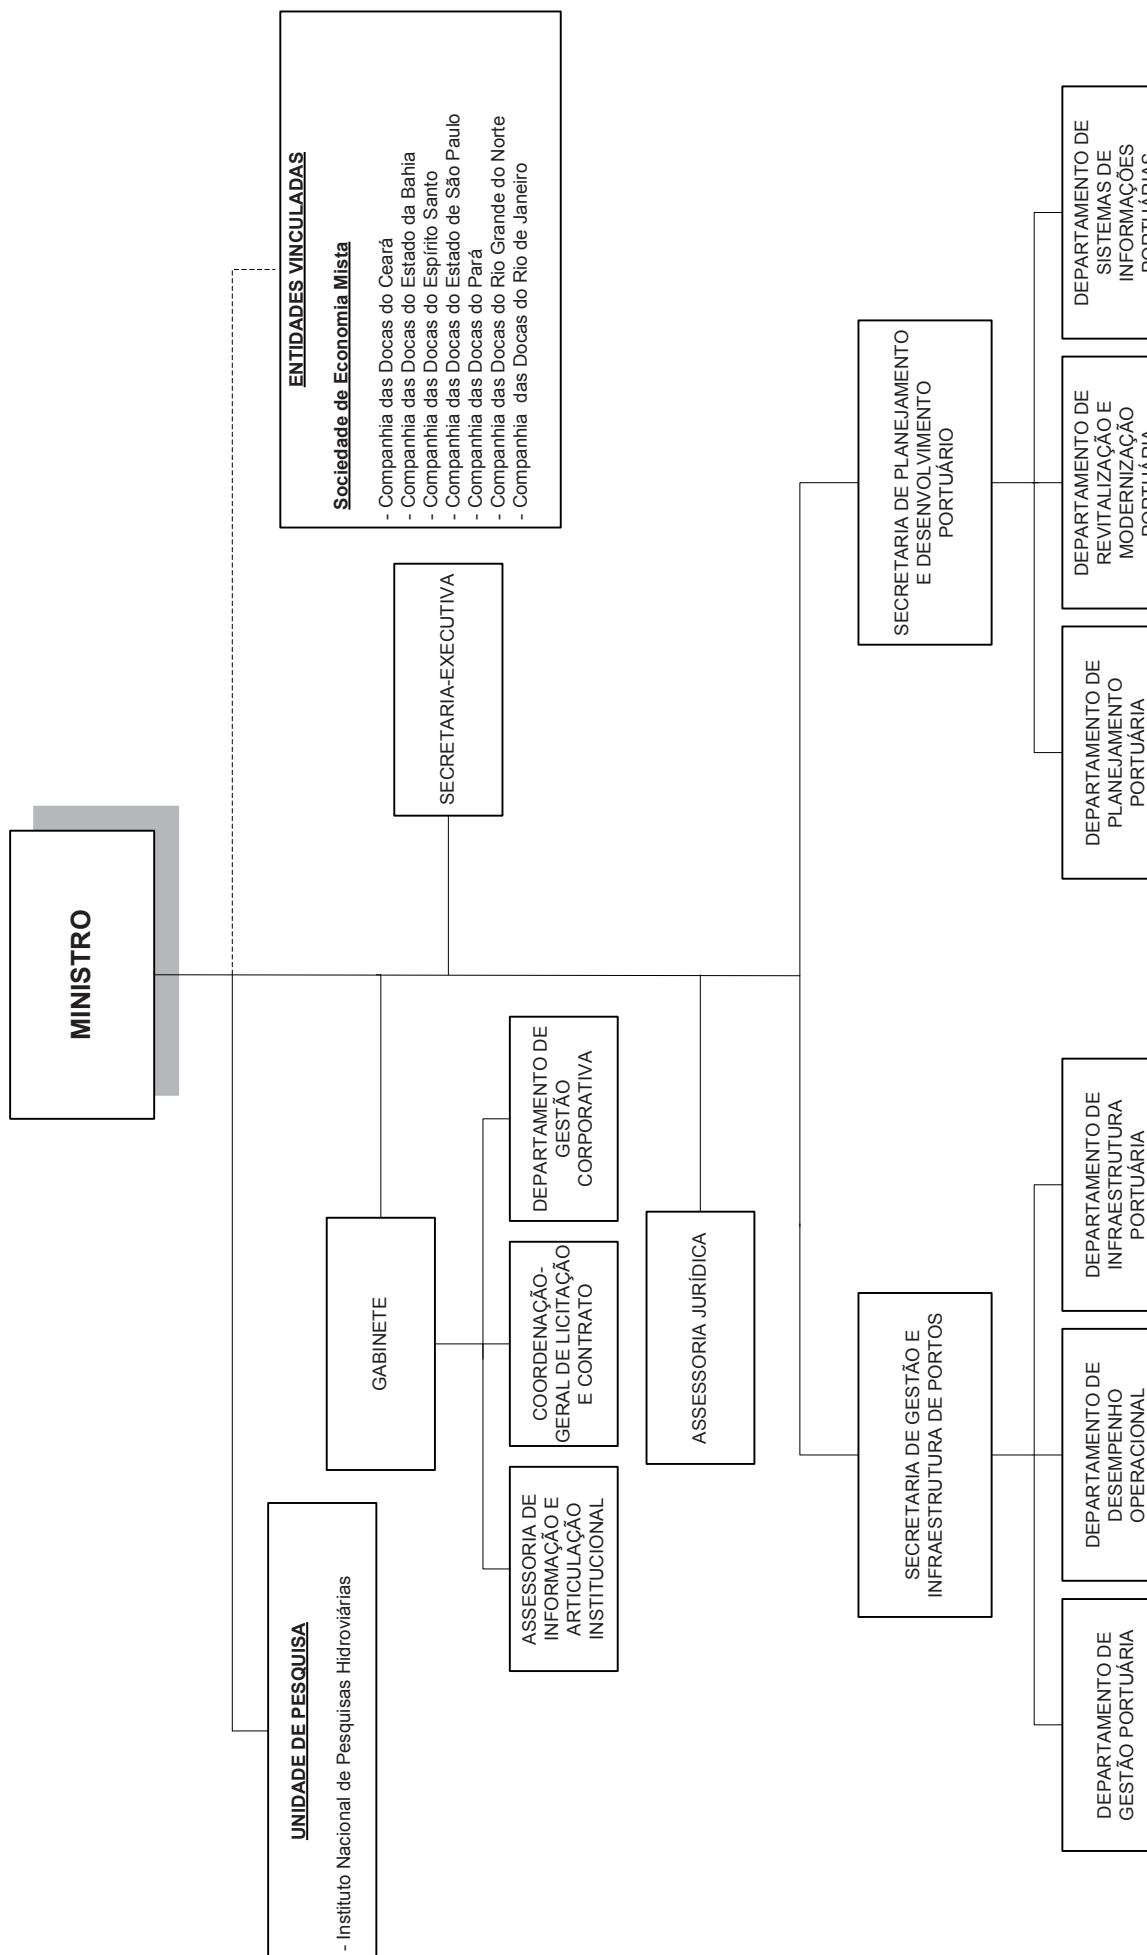 MINISTRO
UNIDADE DE PESQUISA
- Instituto Nacional de Pesquisas Hidroviárias
ENTIDADES VINCULADAS
Sociedade de Economia Mista
- Companhia das Docas do Ceará
- Companhia das Docas do Estado da Bahia
- Companhia das Docas do Espírito Santo
- Companhia das Docas do Estado de São Paulo
- Companhia das Docas do Pará
- Companhia das Docas do Rio Grande do Norte
- Companhia das Docas do Rio de Janeiro
GABINETE
SECRETARIA-EXECUTIVA
ASSESSORIA DE
INFORMAÇÃO E
ARTICULAÇÃO
INSTITUCIONAL
COORDENAÇÃO-
GERAL DE LICITAÇÃO
E CONTRATO
DEPARTAMENTO DE
GESTÃO
CORPORATIVA
ASSESSORIA JURÍDICA
SECRETARIA DE GESTÃO E
INFRAESTRUTURA DE PORTOS
SECRETARIA DE PLANEJAMENTO
E DESENVOLVIMENTO
PORTUÁRIO
DEPARTAMENTO DE
GESTÃO PORTUÁRIA
DEPARTAMENTO DE
DESEMPENHO
OPERACIONAL
DEPARTAMENTO DE
INFRAESTRUTURA
PORTUÁRIA
DEPARTAMENTO DE
PLANEJAMENTO
PORTUÁRIA
DEPARTAMENTO DE
REVITALIZAÇÃO E
MODERNIZAÇÃO
PORTUÁRIA
DEPARTAMENTO DE
SISTEMAS DE
INFORMAÇÕES
PORTUÁRIAS